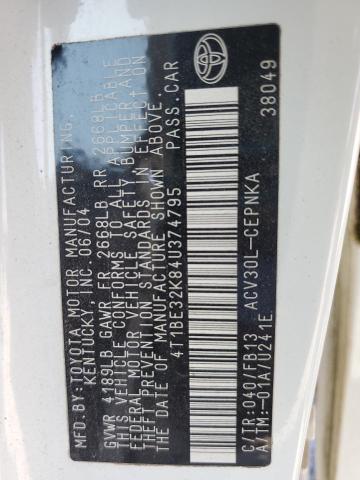 MFD.BY:TOYOTA MOTOR MANUFACTURING,
KENTUCKY, INC. 06/04
GVWR 4189LB GAWR FR 2668LB RR 2668LB
THIS VEHICLE CONFORMS TO ALL APPLICABLE
FEDERAL MOTOR VEHICLE SAFETY BUMPER, AND
THEFT PREVENTION STANDARDS IN EFFECT ON
THE DATE OF MANUFACTURE SHOWN ABOVE.
4T1BE32K84U374795 PASS.CAR
C/TR:040/FB13 ACV30L-CEPNKA
A/TM:-01A/U241E 38049
TOYOTA